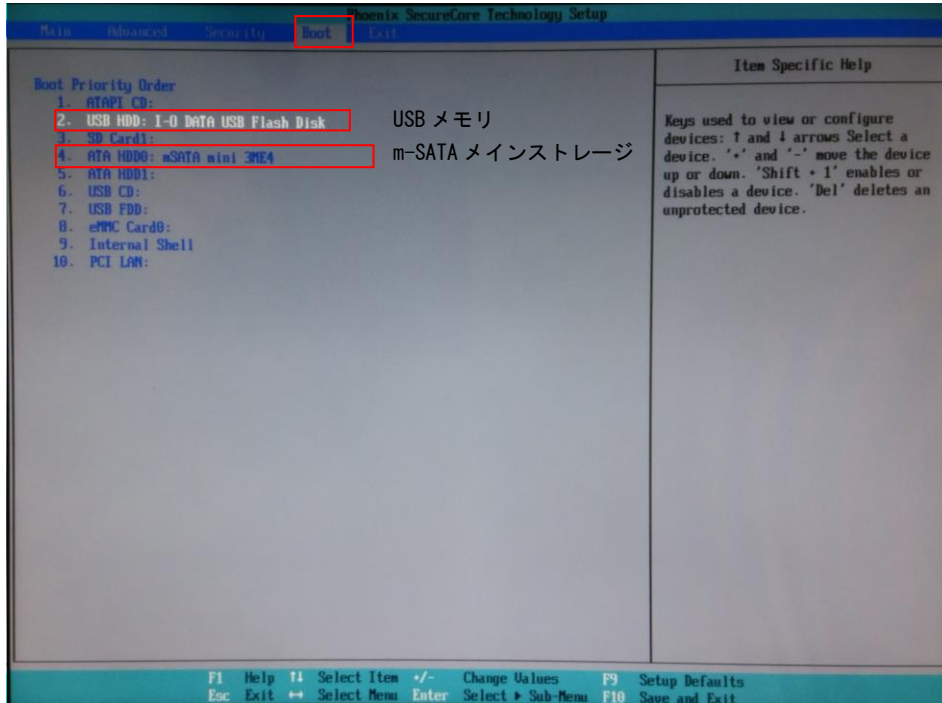 Phoenix SecureCore Technology Setup
Main Advanced Security Boot Exit
Item Specific Help
Boot Priority Order
1. ATAPI CD:
2. USB HDD: I-O DATA USB Flash Disk
USB メモリ
3. SD Card1:
4. ATA HDD0: mSATA mini 3ME4
m-SATA メインストレージ
5. ATA HDD1:
6. USB CD:
7. USB FDD:
8. eMMC Card0:
9. Internal Shell
10. PCI LAN:
Keys used to view or configure
devices: ↑ and ↓ arrows Select a
device. '+' and '-' move the device
up or down. 'Shift + 1' enables or
disables a device. 'Del' deletes an
unprotected device.
F1 Help ↑↓ Select Item +/- Change Values F9 Setup Defaults
Esc Exit ↔ Select Menu Enter Select ▶ Sub-Menu F10 Save and Exit